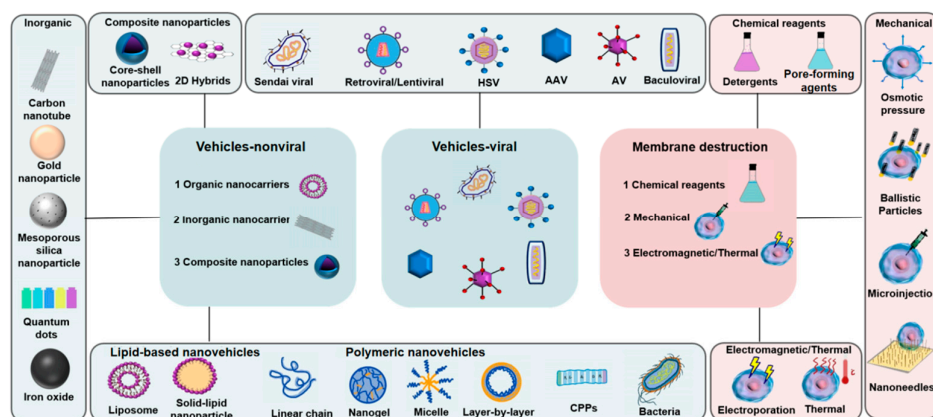 Inorganic
Carbon
nanotube
Gold
nanoparticle
Mesoporous
silica
nanoparticle
Quantum
dots
Iron oxide
Composite nanoparticles
Core-shell
nanoparticles
2D Hybrids
Sendai viral
Retroviral/Lentiviral
HSV
AAV
AV
Baculoviral
Chemical reagents
Detergents
Pore-forming
agents
Mechanical
Osmotic
pressure
Ballistic
Particles
Microinjection
Nanoneedles
Vehicles-nonviral
1 Organic nanocarriers
2 Inorganic nanocarrier
3 Composite nanoparticles
Vehicles-viral
Membrane destruction
1 Chemical reagents
2 Mechanical
3 Electromagnetic/Thermal
Lipid-based nanovehicles
Liposome
Solid-lipid
nanoparticle
Polymeric nanovehicles
Linear chain
Nanogel
Micelle
Layer-by-layer
CPPs
Bacteria
Electromagnetic/Thermal
Electroporation
Thermal